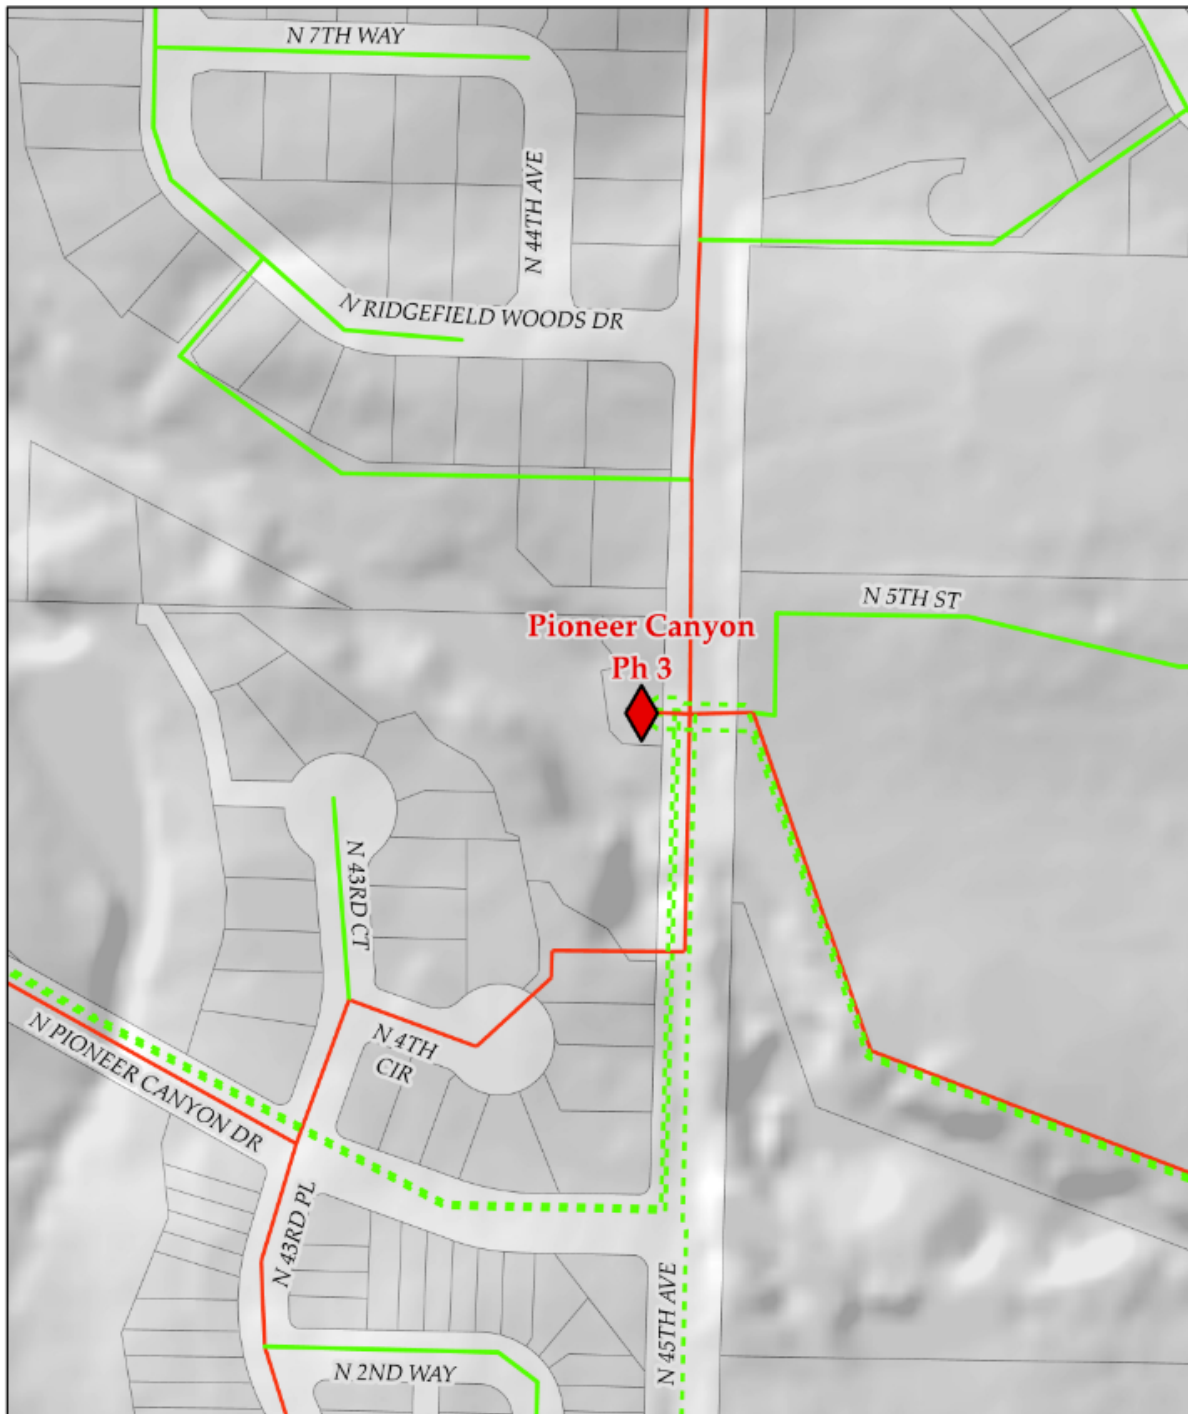 N 7TH WAY
N 44TH AVE
N RIDGEFIELD WOODS DR
N 5TH ST
Pioneer Canyon
Ph 3
N 43RD CT
N 4TH
CIR
N PIONEER CANYON DR
N 43RD PL
N 45TH AVE
N 2ND WAY